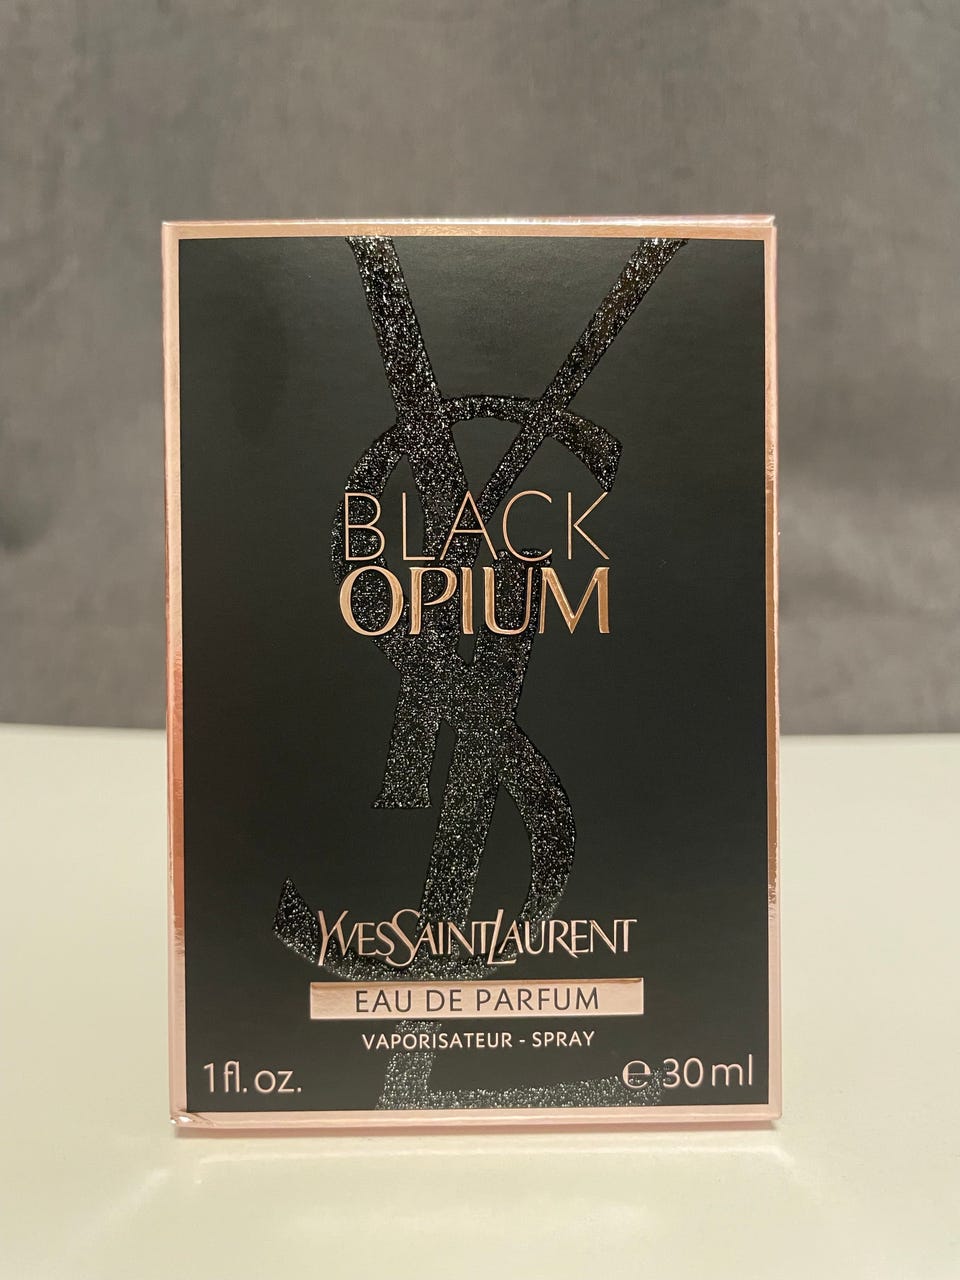 BLACK
OPIUM
YVESSAINTLAURENT
EAU DE PARFUM
VAPORISATEUR - SPRAY
1 fl. oz. ℮ 30 ml